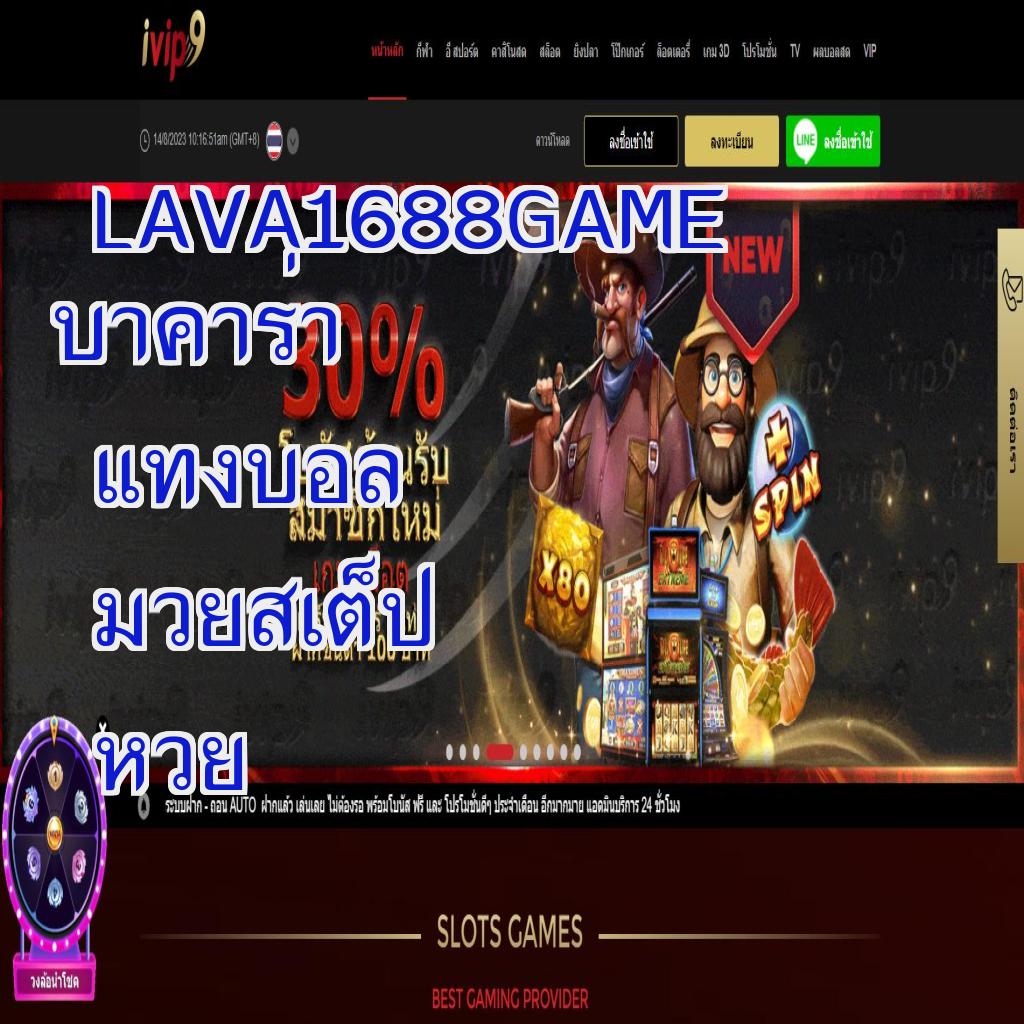 ivip9
หน้าหลัก กีฬา อี สปอร์ต คาสิโนสด สล็อต ยิงปลา โป๊กเกอร์ ล็อตเตอรี่ เกม 3D โปรโมชั่น TV ผลบอลสด VIP
14/8/2023 10:16:51am (GMT+8)
ดาวน์โหลด ลงชื่อเข้าใช้ ลงทะเบียน LINE ลงชื่อเข้าใช้
LAVA1688GAME
NEW
บาคาร่า
30%
ติดต่อเรา
แทงบอล
สมาชิกใหม่
+
SPIN
X80
EXTREME
มวยสเต็ป
100 บาท
หวย
ระบบฝาก - ถอน AUTO ฝากแล้ว เล่นเลย ไม่ต้องรอ พร้อมโบนัส ฟรี และ โปรโมชั่นดีๆ ประจำเดือน อีกมากมาย แอดมินบริการ 24 ชั่วโมง
SLOTS GAMES
วงล้อนำโชค
BEST GAMING PROVIDER